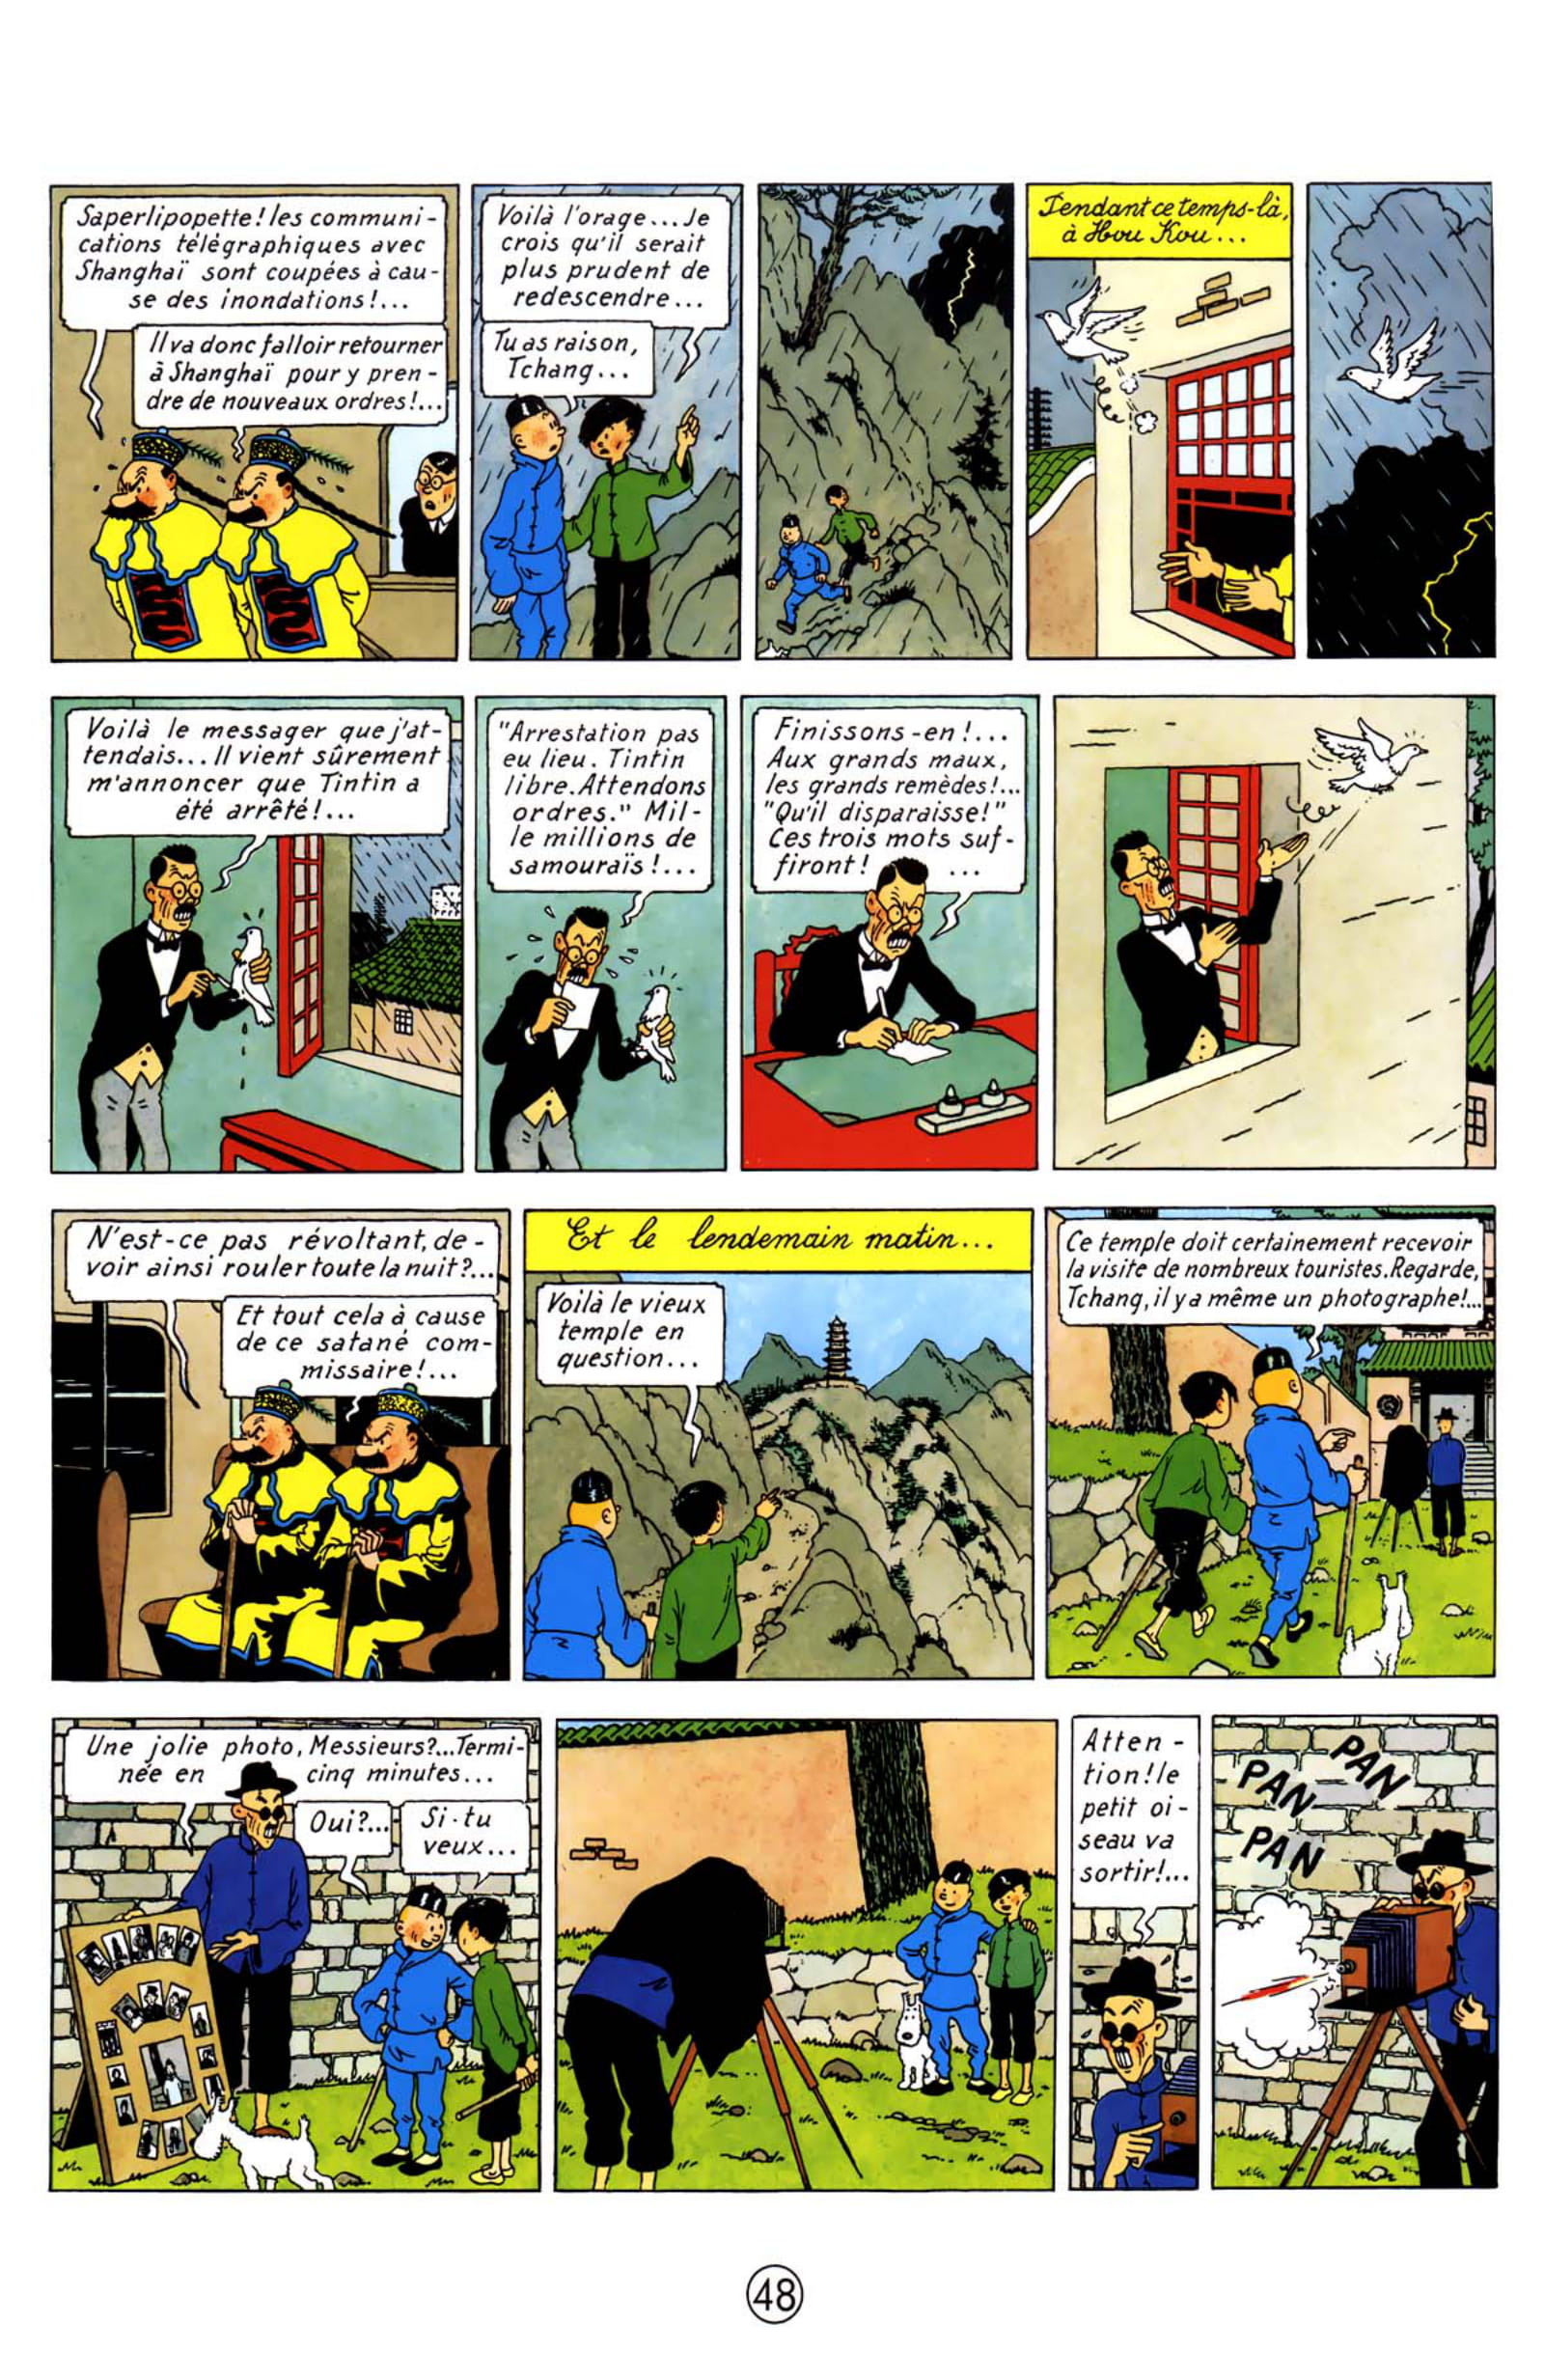 Saperlipopette! les communi-
cations télégraphiques avec
Shanghaï sont coupées à cau-
se des inondations!...
Il va donc falloir retourner
à Shanghaï pour y pren-
dre de nouveaux ordres!...
Voilà l'orage... Je
crois qu'il serait
plus prudent de
redescendre...
Tu as raison,
Tchang...
Pendant ce temps-là,
à Hou Kou...
Voilà le messager que j'at-
tendais... Il vient sûrement
m'annoncer que Tintin a
été arrêté!...
"Arrestation pas
eu lieu. Tintin
libre. Attendons
ordres." Mil-
le millions de
samouraïs!...
Finissons-en!...
Aux grands maux,
les grands remèdes!...
"Qu'il disparaisse!"
Ces trois mots suf-
firont! ...
N'est-ce pas révoltant, de-
voir ainsi rouler toute la nuit?...
Et tout cela à cause
de ce satané com-
missaire!...
Et le lendemain matin...
Voilà le vieux
temple en
question...
Ce temple doit certainement recevoir
la visite de nombreux touristes. Regarde,
Tchang, il y a même un photographe!...
Une jolie photo, Messieurs?...Termi-
née en cinq minutes...
Oui?...
Si tu
veux...
Atten-
tion! le
petit oi-
seau va
sortir!...
PAN
PAN
PAN
48